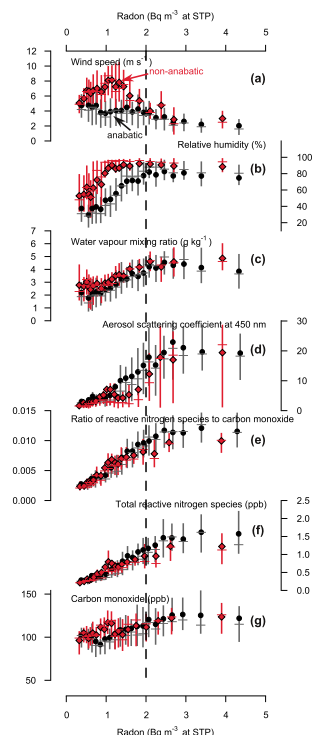 Radon (Bq m⁻³ at STP)
0 1 2 3 4 5
12
10
8
6
4
2
0
Wind speed (m s⁻¹)
non-anabatic
(a)
anabatic
Relative humidity (%)
100
80
60
40
20
(b)
7
6
5
4
3
2
1
0
Water vapour mixing ratio (g kg⁻¹)
(c)
Aerosol scattering coefficient at 450 nm
30
20
10
0
(d)
0.015
0.010
0.005
0.000
Ratio of reactive nitrogen species to carbon monoxide
(e)
Total reactive nitrogen species (ppb)
2.5
2.0
1.5
1.0
0.5
0.0
(f)
150
100
50
Carbon monoxide (ppb)
(g)
0 1 2 3 4 5
Radon (Bq m⁻³ at STP)